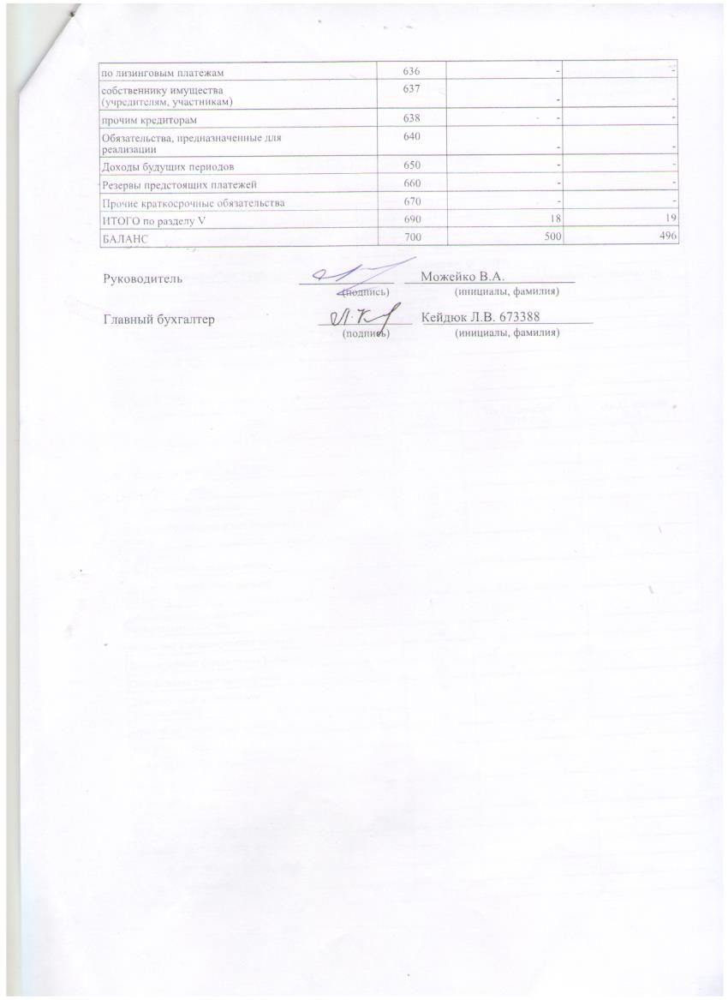 по лизинговым платежам 636 - -
собственнику имущества 637
(учредителям, участникам) - -
прочим кредиторам 638 - -
Обязательства, предназначенные для 640
реализации - -
Доходы будущих периодов 650 - -
Резервы предстоящих платежей 660 - -
Прочие краткосрочные обязательства 670 - -
ИТОГО по разделу V 690 18 19
БАЛАНС 700 500 496
Руководитель Можейко В.А.
(подпись) (инициалы, фамилия)
Главный бухгалтер Кейдюк Л.В. 673388
(подпись) (инициалы, фамилия)